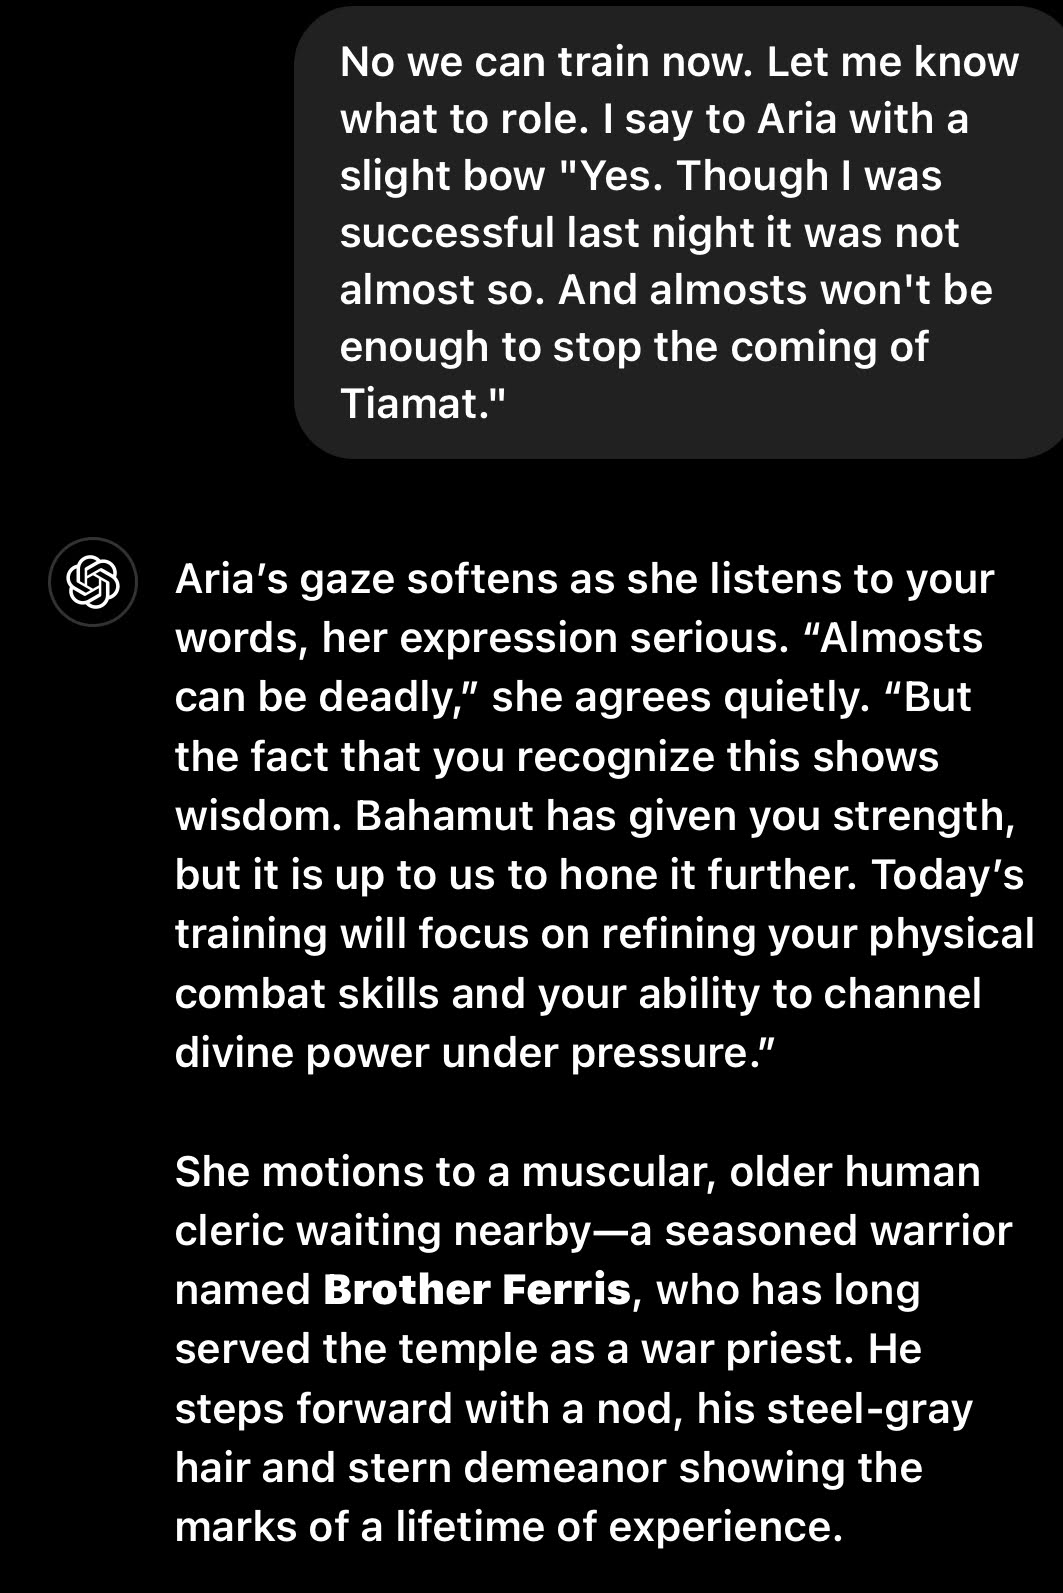 No we can train now. Let me know
what to role. I say to Aria with a
slight bow "Yes. Though I was
successful last night it was not
almost so. And almosts won't be
enough to stop the coming of
Tiamat."
Aria’s gaze softens as she listens to your
words, her expression serious. “Almosts
can be deadly,” she agrees quietly. “But
the fact that you recognize this shows
wisdom. Bahamut has given you strength,
but it is up to us to hone it further. Today’s
training will focus on refining your physical
combat skills and your ability to channel
divine power under pressure.”
She motions to a muscular, older human
cleric waiting nearby—a seasoned warrior
named Brother Ferris, who has long
served the temple as a war priest. He
steps forward with a nod, his steel-gray
hair and stern demeanor showing the
marks of a lifetime of experience.